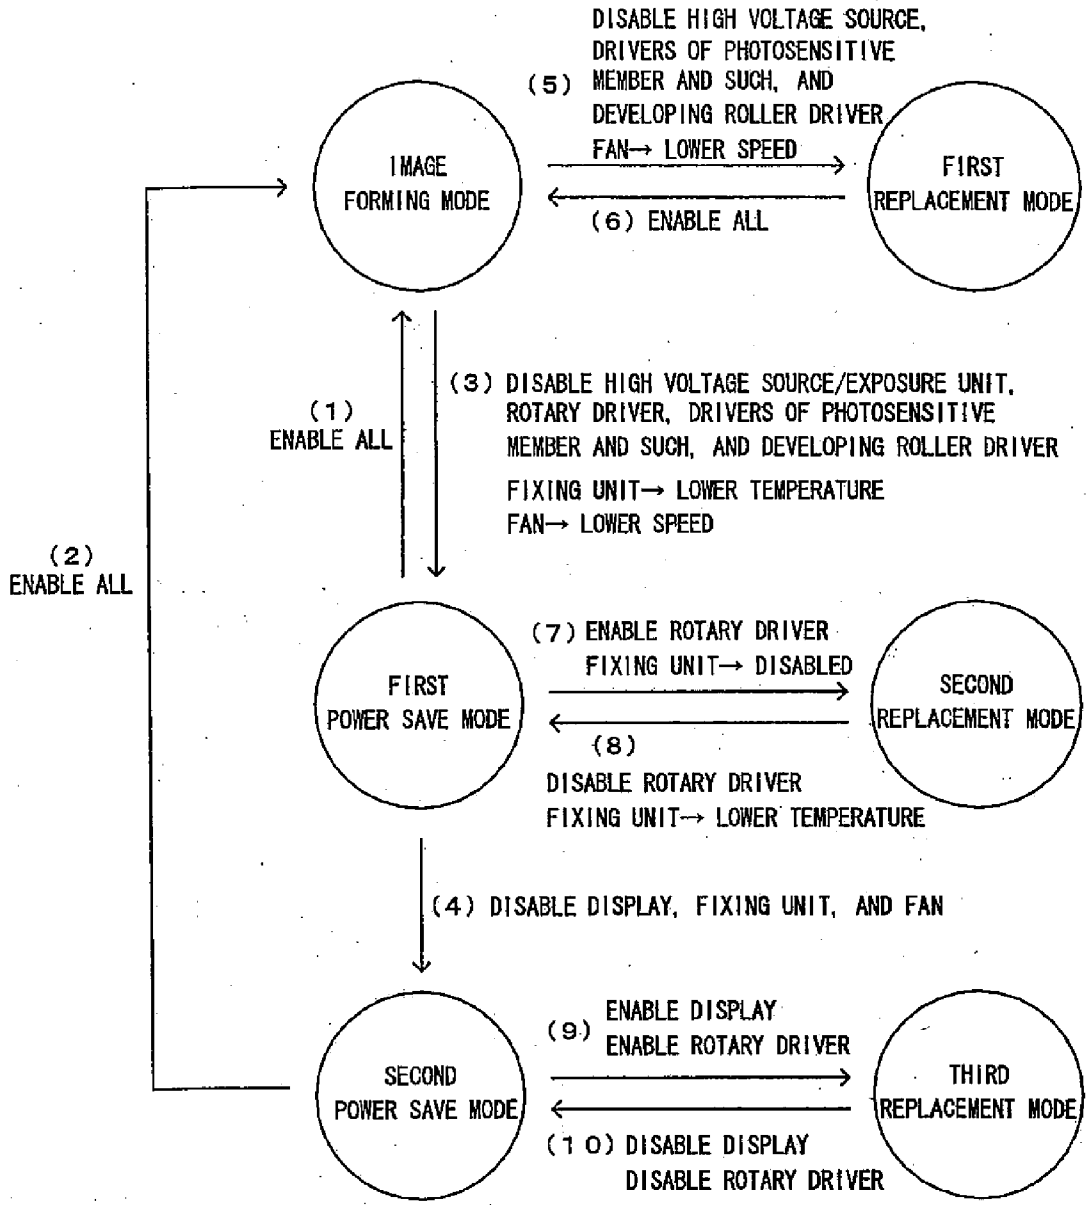 DISABLE HIGH VOLTAGE SOURCE,
DRIVERS OF PHOTOSENSITIVE
(5) MEMBER AND SUCH, AND
DEVELOPING ROLLER DRIVER
FAN→ LOWER SPEED
IMAGE
FORMING MODE
FIRST
REPLACEMENT MODE
(6) ENABLE ALL
(1)
ENABLE ALL
(3) DISABLE HIGH VOLTAGE SOURCE/EXPOSURE UNIT,
ROTARY DRIVER, DRIVERS OF PHOTOSENSITIVE
MEMBER AND SUCH, AND DEVELOPING ROLLER DRIVER
FIXING UNIT→ LOWER TEMPERATURE
FAN→ LOWER SPEED
(2)
ENABLE ALL
(7) ENABLE ROTARY DRIVER
FIXING UNIT→ DISABLED
FIRST
POWER SAVE MODE
SECOND
REPLACEMENT MODE
(8)
DISABLE ROTARY DRIVER
FIXING UNIT→ LOWER TEMPERATURE
(4) DISABLE DISPLAY, FIXING UNIT, AND FAN
(9) ENABLE DISPLAY
ENABLE ROTARY DRIVER
SECOND
POWER SAVE MODE
THIRD
REPLACEMENT MODE
(10) DISABLE DISPLAY
DISABLE ROTARY DRIVER